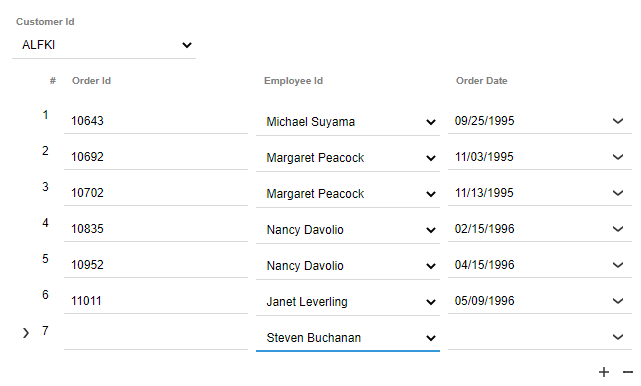 Customer Id
ALFKI
# Order Id Employee Id Order Date
1 10643 Michael Suyama 09/25/1995
2 10692 Margaret Peacock 11/03/1995
3 10702 Margaret Peacock 11/13/1995
4 10835 Nancy Davolio 02/15/1996
5 10952 Nancy Davolio 04/15/1996
6 11011 Janet Leverling 05/09/1996
7 Steven Buchanan